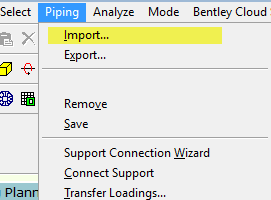 Select Piping Analyze Mode Bentley Cloud
Import...
Export...
Remove
Save
Support Connection Wizard
Connect Support
Transfer Loadings...
Plann